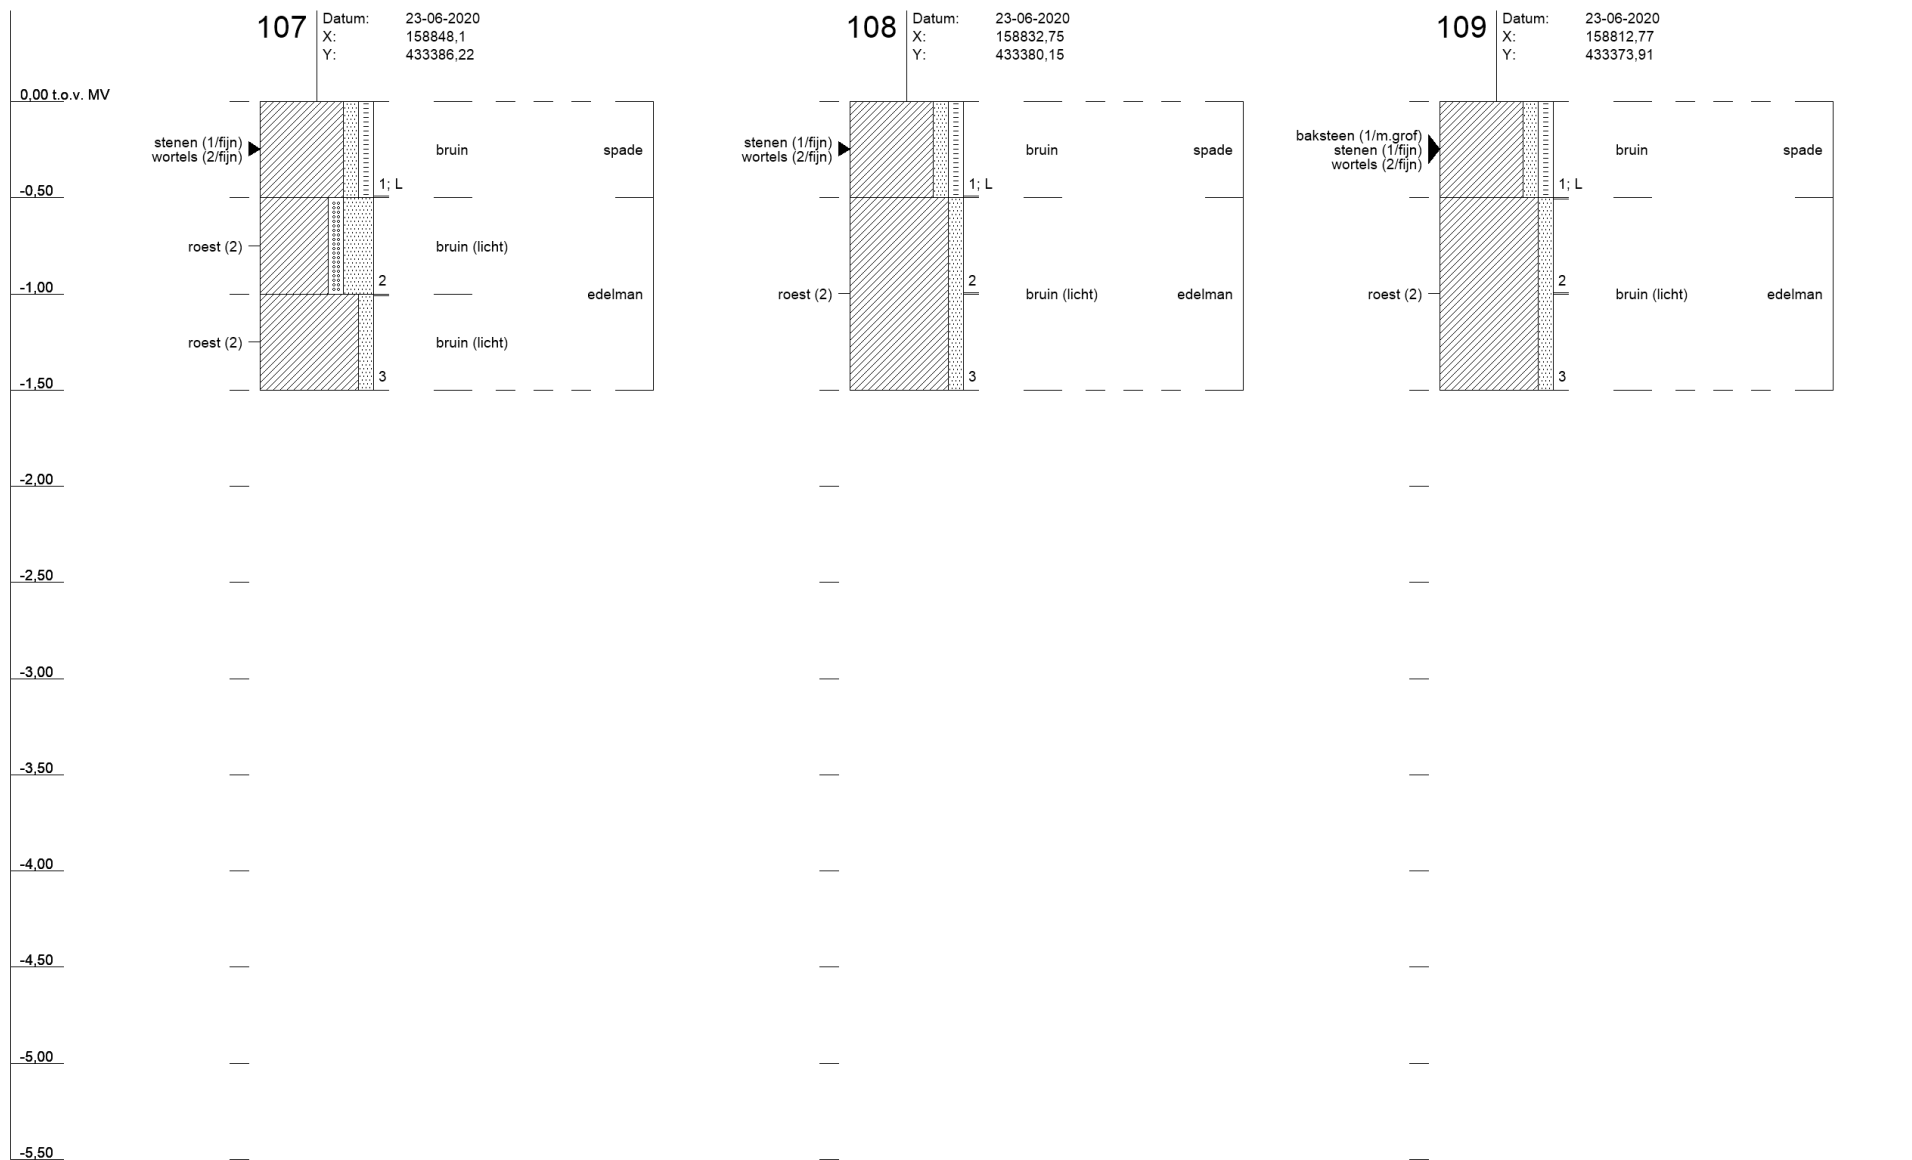 107
Datum: 23-06-2020
X: 158848,1
Y: 433386,22
108
Datum: 23-06-2020
X: 158832,75
Y: 433380,15
109
Datum: 23-06-2020
X: 158812,77
Y: 433373,91
0,00 t.o.v. MV
-0,50
-1,00
-1,50
-2,00
-2,50
-3,00
-3,50
-4,00
-4,50
-5,00
-5,50
stenen (1/fijn)
wortels (2/fijn)
bruin
spade
1; L
roest (2)
bruin (licht)
2
edelman
roest (2)
bruin (licht)
3
stenen (1/fijn)
wortels (2/fijn)
bruin
spade
1; L
2
roest (2)
bruin (licht)
edelman
3
baksteen (1/m.grof)
stenen (1/fijn)
wortels (2/fijn)
bruin
spade
1; L
2
roest (2)
bruin (licht)
edelman
3